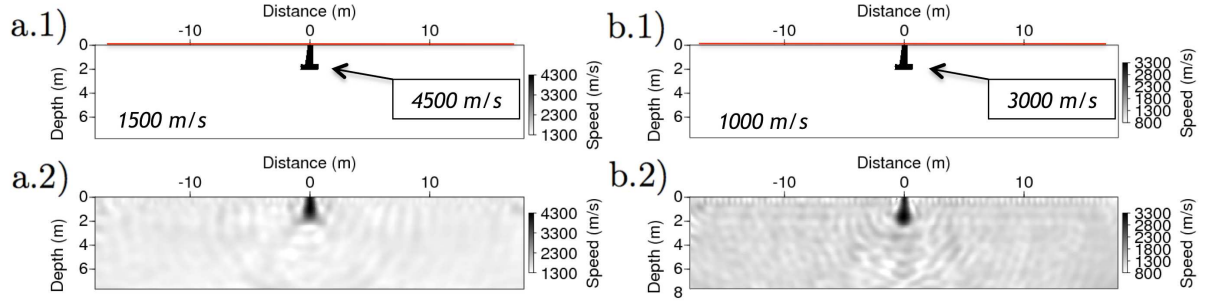 a.1)
Distance (m)
-10 0 10
Depth (m)
0
2
4
6
4500 m/s
1500 m/s
4300
3300
2300
1300
Speed (m/s)
b.1)
Distance (m)
-10 0 10
Depth (m)
0
2
4
6
3000 m/s
1000 m/s
3300
2800
2300
1800
1300
800
Speed (m/s)
a.2)
Distance (m)
-10 0 10
Depth (m)
0
2
4
6
4300
3300
2300
1300
Speed (m/s)
b.2)
Distance (m)
-10 0 10
Depth (m)
0
2
4
6
8
3300
2800
2300
1800
1300
800
Speed (m/s)